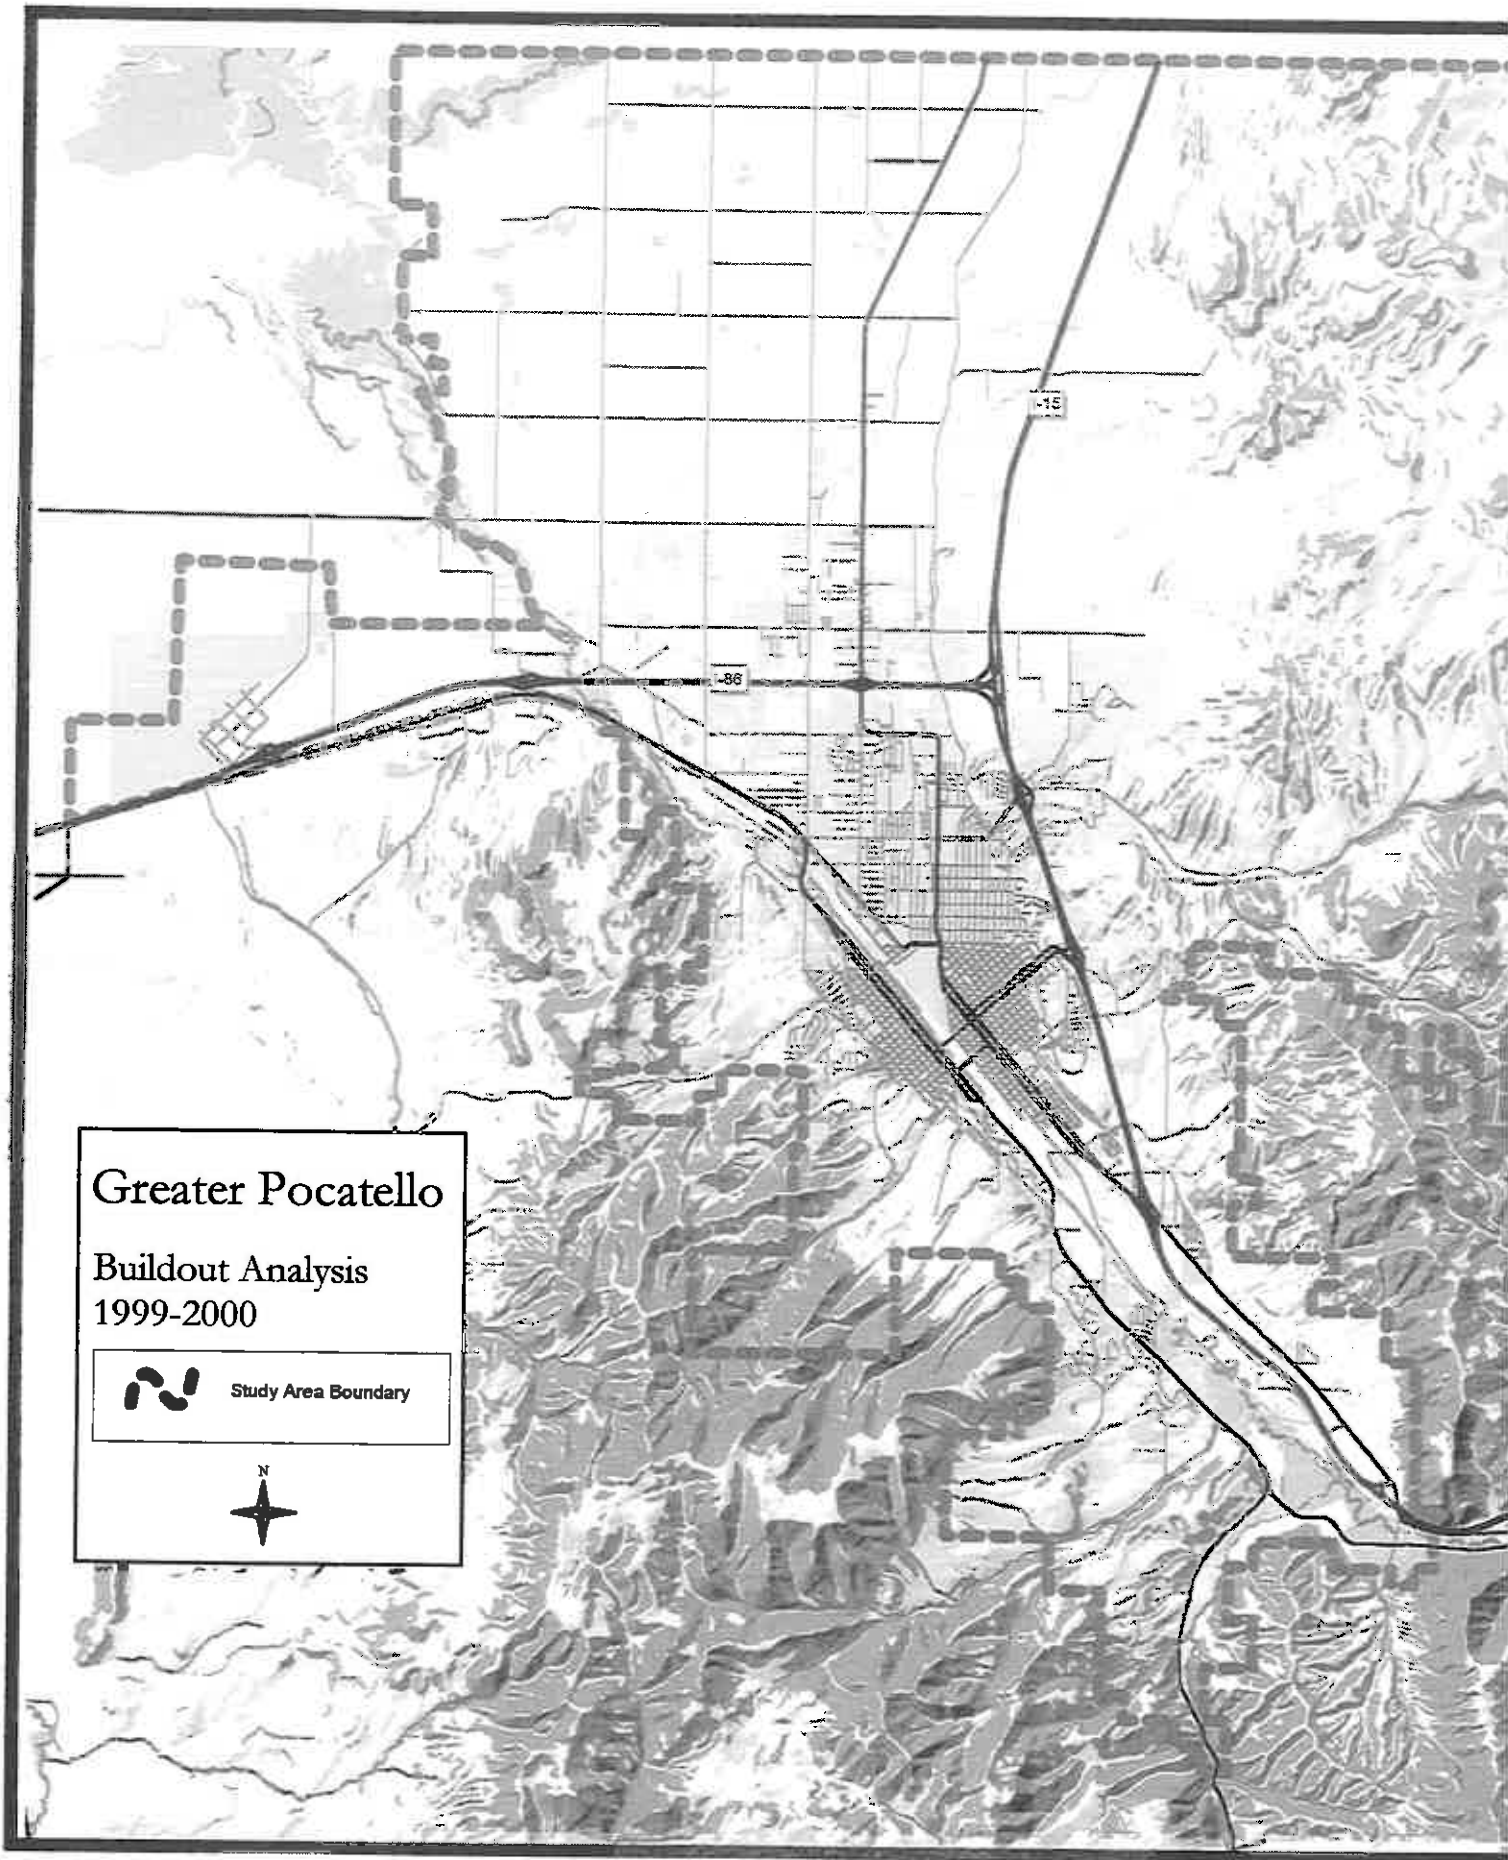 -15
-86
Greater Pocatello
Buildout Analysis
1999-2000
Study Area Boundary
N